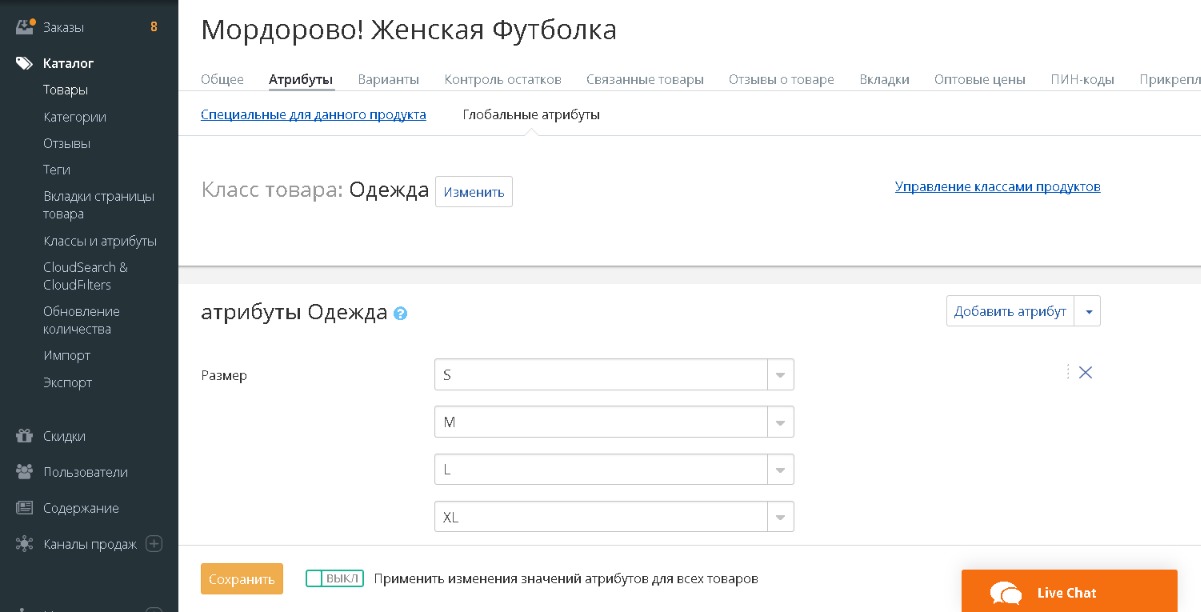 Заказы 8
Каталог
Товары
Категории
Отзывы
Теги
Вкладки страницы
товара
Классы и атрибуты
CloudSearch &
CloudFilters
Обновление
количества
Импорт
Экспорт
Скидки
Пользователи
Содержание
Каналы продаж
Мордорово! Женская Футболка
Общее Атрибуты Варианты Контроль остатков Связанные товары Отзывы о товаре Вкладки Оптовые цены ПИН-коды Прикрепл
Специальные для данного продукта Глобальные атрибуты
Класс товара: Одежда Изменить Управление классами продуктов
атрибуты Одежда ? Добавить атрибут
Размер S
M
L
XL
Сохранить ВЫКЛ Применить изменения значений атрибутов для всех товаров
Live Chat